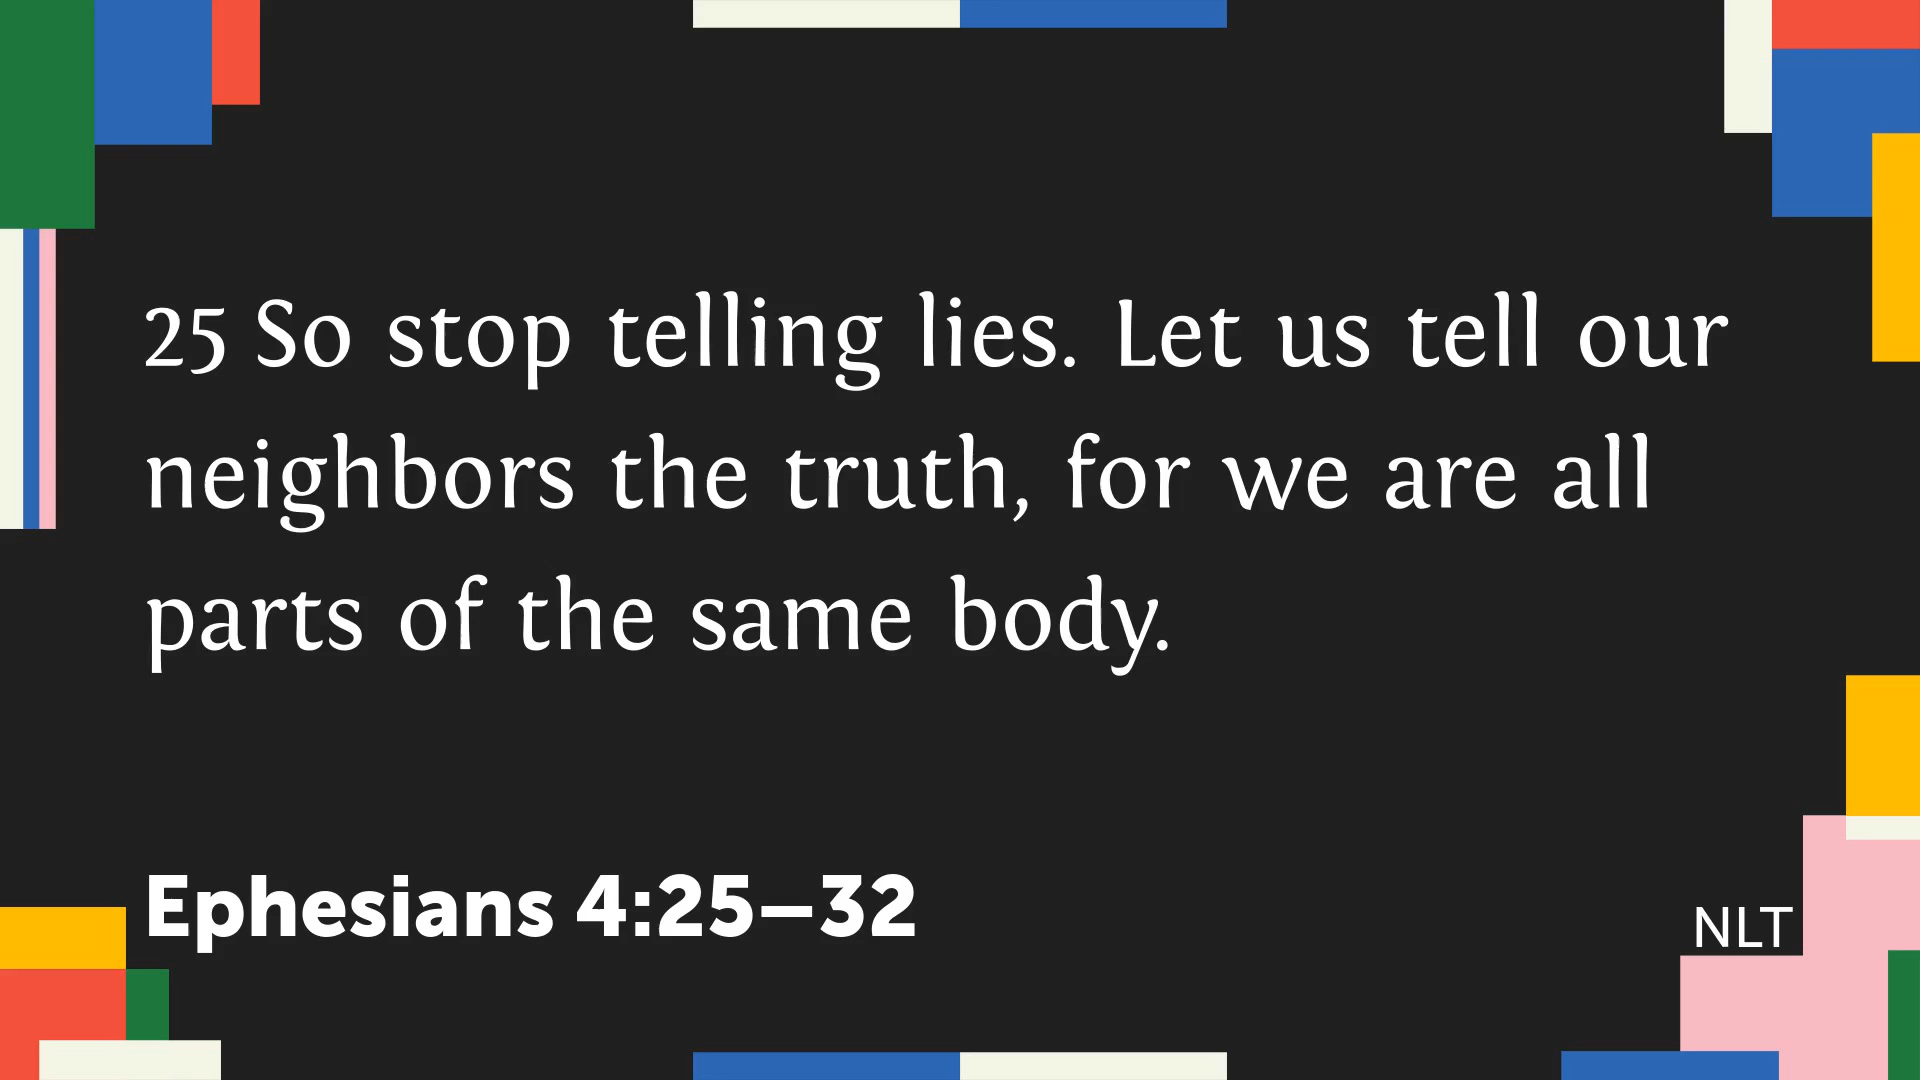 25 So stop telling lies. Let us tell our
neighbors the truth, for we are all
parts of the same body.
Ephesians 4:25–32
NLT